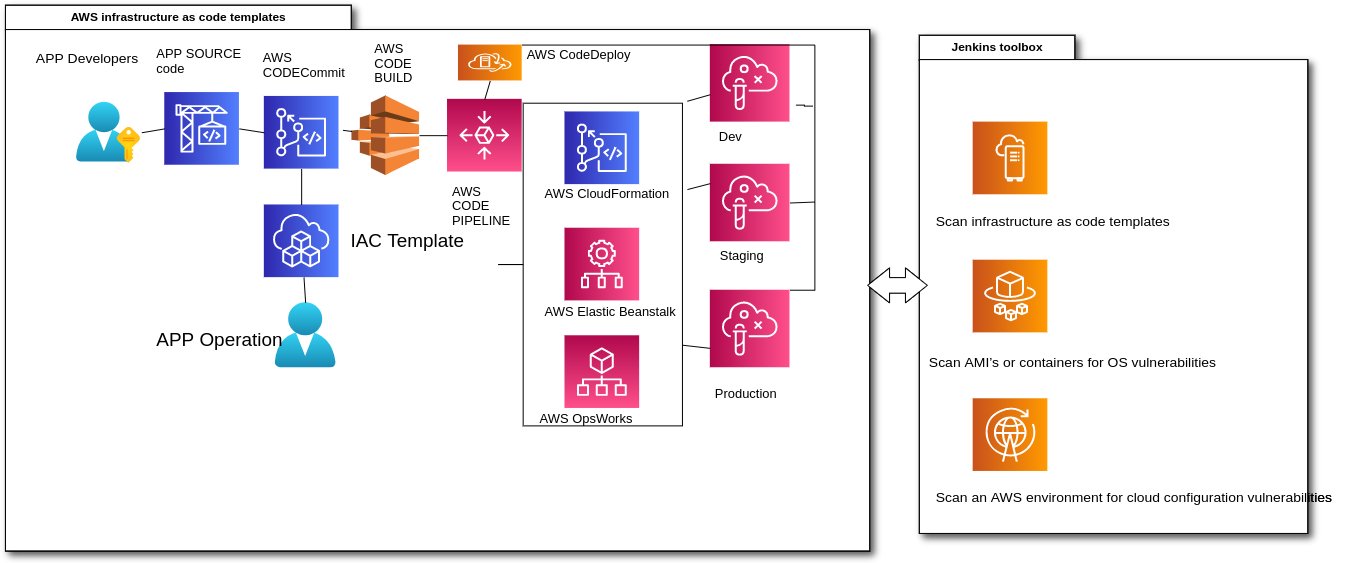 AWS infrastructure as code templates
APP Developers
APP SOURCE
code
AWS
CODECommit
AWS
CODE
BUILD
AWS CodeDeploy
AWS
CODE
PIPELINE
IAC Template
APP Operation
AWS CloudFormation
AWS Elastic Beanstalk
AWS OpsWorks
Dev
Staging
Production
Jenkins toolbox
Scan infrastructure as code templates
Scan AMI's or containers for OS vulnerabilities
Scan an AWS environment for cloud configuration vulnerabilities